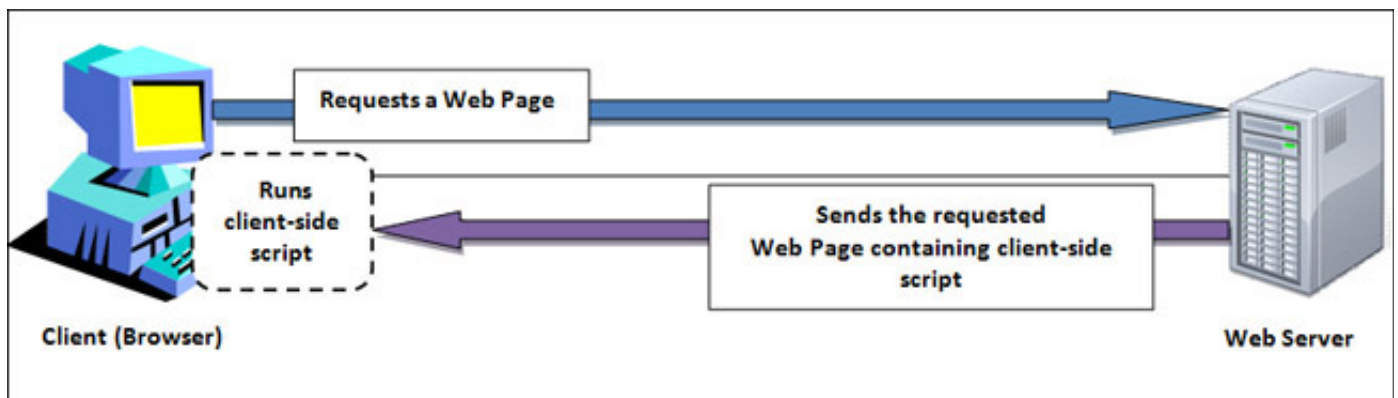 Requests a Web Page
Runs
client-side
script
Sends the requested
Web Page containing client-side
script
Client (Browser)
Web Server